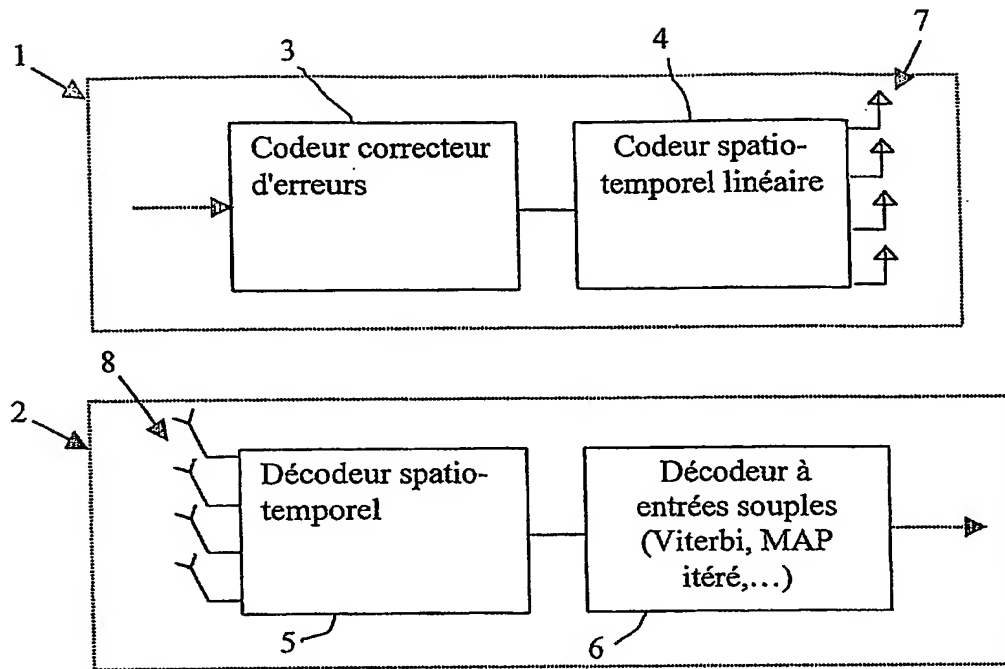 1
3
4
7
Codeur correcteur
d'erreurs
Codeur spatio-
temporel linéaire
2
8
Décodeur spatio-
temporel
Décodeur à
entrées souples
(Viterbi, MAP
itéré,...)
5
6